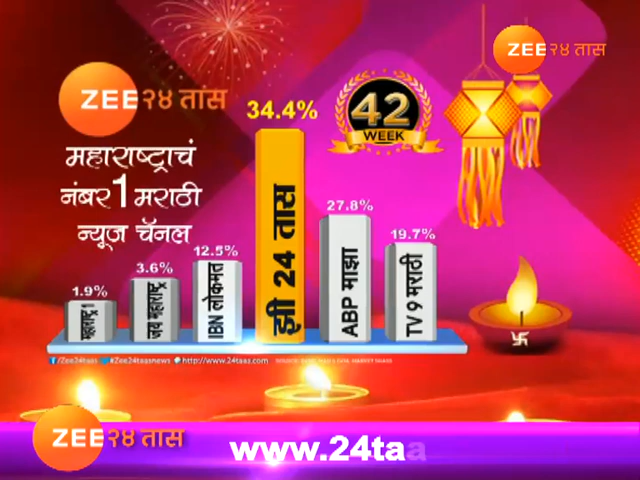 ZEE २४ तास
ZEE २४ तास
34.4%
42
WEEK
महाराष्ट्राचं
नंबर 1 मराठी
न्यूज चॅनल
1.9%
3.6%
12.5%
27.8%
19.7%
महाराष्ट्र 1
जय महाराष्ट्र
IBN लोकमत
झी 24 तास
ABP माझा
TV 9 मराठी
/Zee24taas
#Zee24taasnews
http://www.24taas.com
ZEE २४ तास
www.24taa